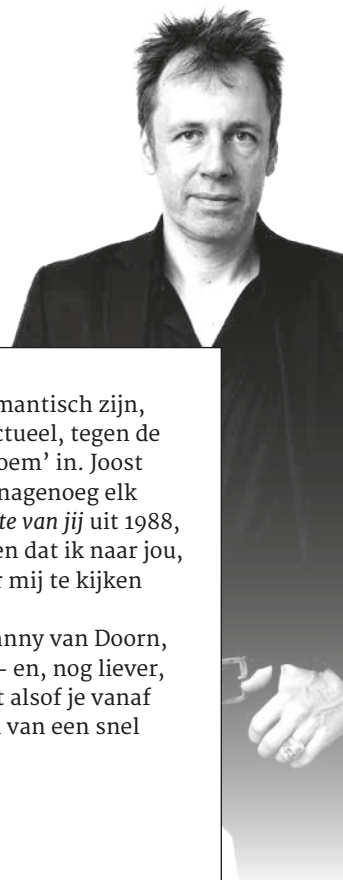 mantisch zijn,
ctueel, tegen de
oem’ in. Joost
nagenoeg elk
te van jij uit 1988,
en dat ik naar jou,
r mij te kijken
nny van Doorn,
– en, nog liever,
t alsof je vanaf
van een snel